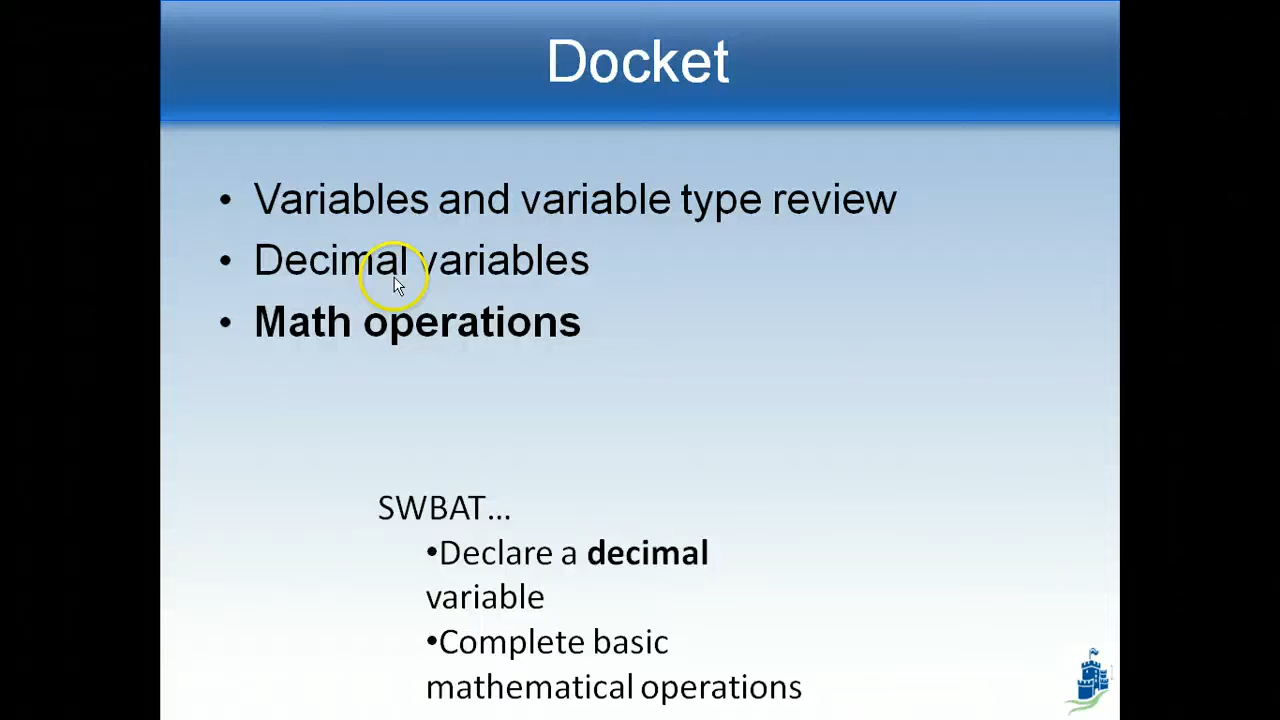 Docket
• Variables and variable type review
• Decimal variables
• Math operations
SWBAT...
•Declare a decimal
variable
•Complete basic
mathematical operations